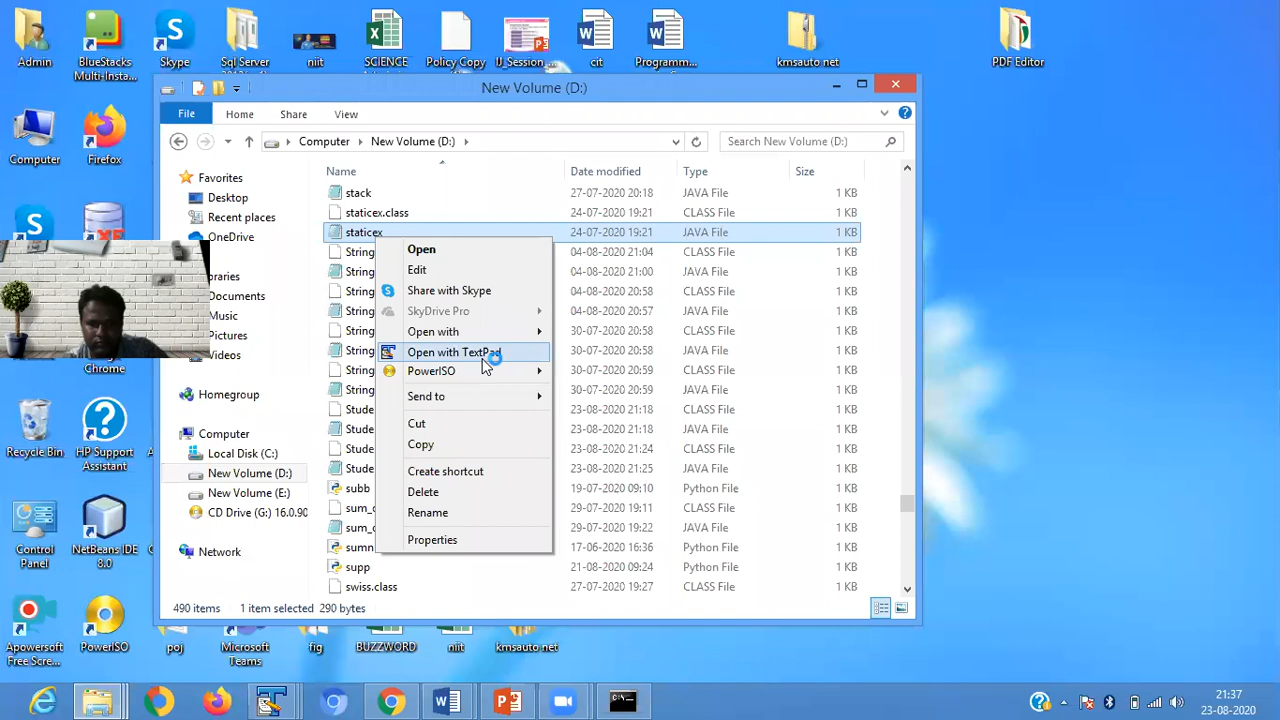 Admin
BlueStacks
Multi-Insta...
Skype
Sql Server
niit
SCIENCE
Policy Copy
IJ_Session_...
cit
Programm...
kmsauto net
PDF Editor
New Volume (D:)
File
Home
Share
View
Computer
New Volume (D:)
Search New Volume (D:)
Computer
Firefox
Favorites
Desktop
Recent places
OneDrive
braries
Documents
Music
Pictures
Videos
Homegroup
Computer
Local Disk (C:)
New Volume (D:)
New Volume (E:)
CD Drive (G:) 16.0.90
Network
Name
Date modified
Type
Size
stack 27-07-2020 20:18 JAVA File 1 KB
staticex.class 24-07-2020 19:21 CLASS File 1 KB
staticex 24-07-2020 19:21 JAVA File 1 KB
String 04-08-2020 21:04 CLASS File 1 KB
String 04-08-2020 21:00 JAVA File 1 KB
String 04-08-2020 20:58 CLASS File 1 KB
String 04-08-2020 20:57 JAVA File 1 KB
String 30-07-2020 20:58 CLASS File 1 KB
String 30-07-2020 20:58 JAVA File 1 KB
String 30-07-2020 20:59 CLASS File 1 KB
String 30-07-2020 20:59 JAVA File 1 KB
Stude 23-08-2020 21:18 CLASS File 1 KB
Stude 23-08-2020 21:18 JAVA File 1 KB
Stude 23-08-2020 21:24 CLASS File 1 KB
Stude 23-08-2020 21:25 JAVA File 1 KB
subb 19-07-2020 09:10 Python File 1 KB
sum_c 29-07-2020 19:11 CLASS File 1 KB
sum_c 29-07-2020 19:22 JAVA File 1 KB
sumn 17-06-2020 16:36 Python File 1 KB
supp 21-08-2020 09:24 Python File 1 KB
swiss.class 27-07-2020 19:27 CLASS File 1 KB
Open
Edit
Share with Skype
SkyDrive Pro
Open with
Open with TextPad
PowerISO
Send to
Cut
Copy
Create shortcut
Delete
Rename
Properties
490 items
1 item selected 290 bytes
Google
Chrome
Recycle Bin
HP Support
Assistant
Control
Panel
NetBeans IDE
8.0
Apowersoft
Free Scre...
PowerISO
poj
Microsoft
Teams
fig
BUZZWORD
niit
kmsauto net
21:37
23-08-2020